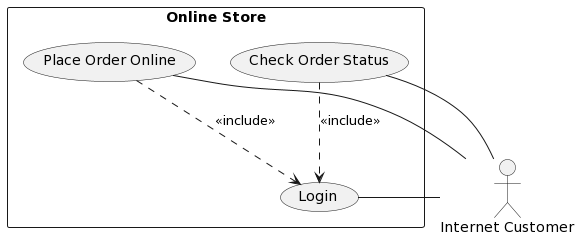 Online Store
Place Order Online
Check Order Status
«include»
«include»
Login
Internet Customer